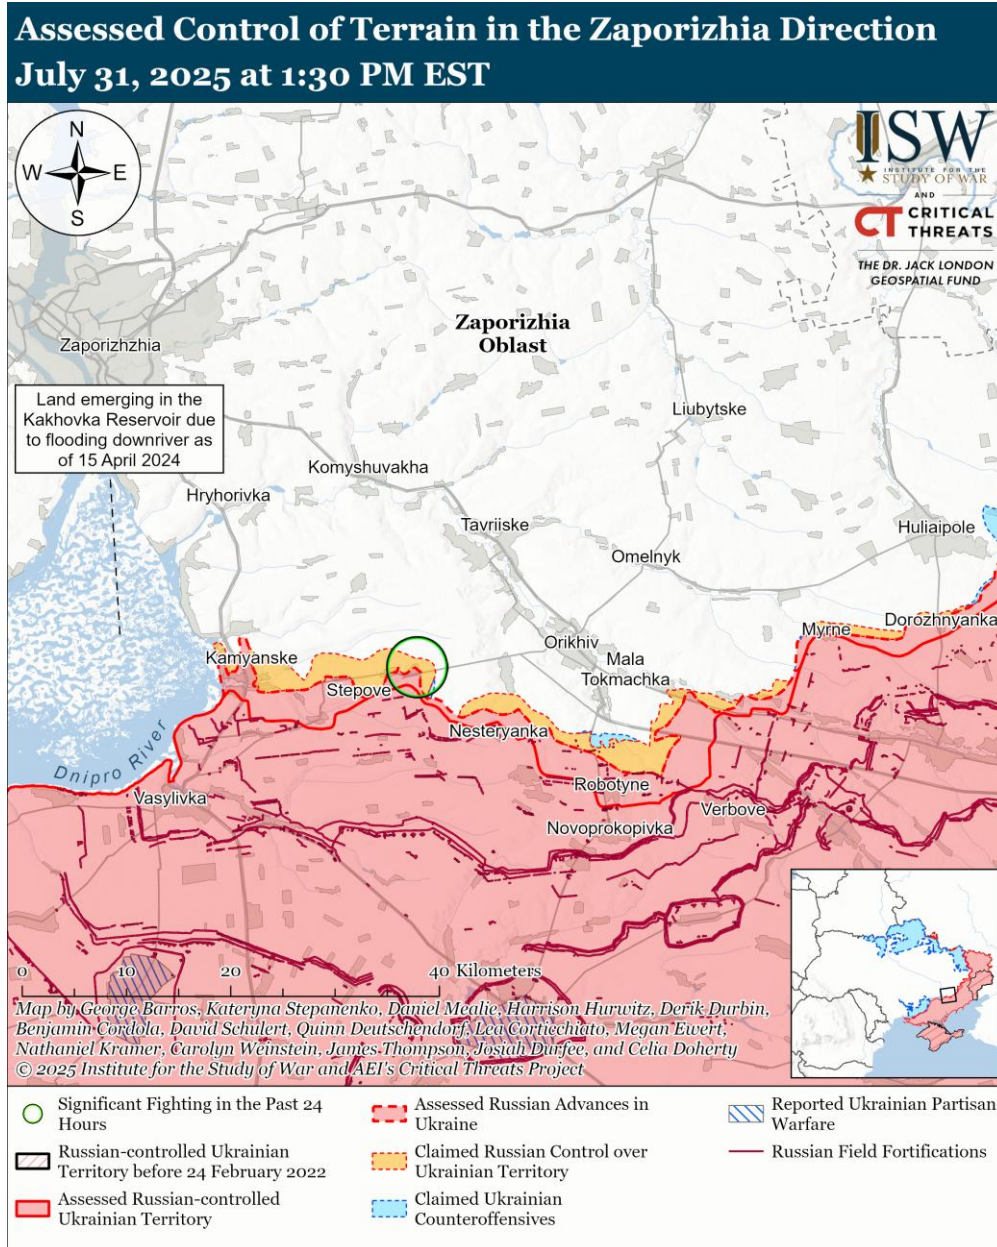 Assessed Control of Terrain in the Zaporizhia Direction
July 31, 2025 at 1:30 PM EST
N
W E
S
ISW
INSTITUTE FOR THE
STUDY OF WAR
AND
CT CRITICAL
THREATS
THE DR. JACK LONDON
GEOSPATIAL FUND
Zaporizhia
Oblast
Zaporizhzhia
Land emerging in the
Kakhovka Reservoir due
to flooding downriver as
of 15 April 2024
Liubytske
Komyshuvakha
Hryhorivka
Tavriiske
Huliaipole
Omelnyk
Dorozhnyanka
Myrne
Orikhiv
Kamyanske
Mala
Tokmachka
Stepove
Nesteryanka
Dnipro River
Robotyne
Vasylivka
Verbove
Novoprokopivka
0 10 20 40 Kilometers
Map by George Barros, Kateryna Stepanenko, Daniel Mealie, Harrison Hurwitz, Derik Durbin,
Benjamin Cordola, David Schulert, Quinn Deutschendorf, Lea Corticchiato, Megan Ewert,
Nathaniel Kramer, Carolyn Weinstein, James Thompson, Josiah Durfee, and Celia Doherty
© 2025 Institute for the Study of War and AEI's Critical Threats Project
Significant Fighting in the Past 24
Hours
Russian-controlled Ukrainian
Territory before 24 February 2022
Assessed Russian-controlled
Ukrainian Territory
Assessed Russian Advances in
Ukraine
Claimed Russian Control over
Ukrainian Territory
Claimed Ukrainian
Counteroffensives
Reported Ukrainian Partisan
Warfare
Russian Field Fortifications